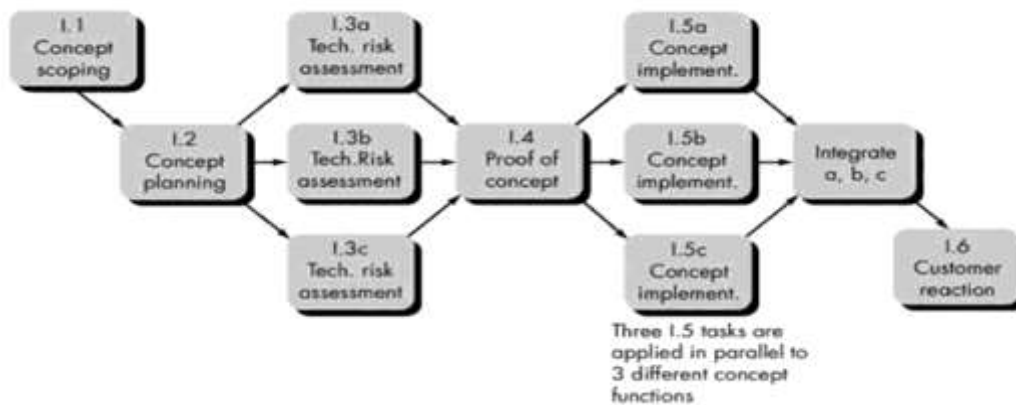 I.1
Concept
scoping
I.2
Concept
planning
I.3a
Tech. risk
assessment
I.3b
Tech.Risk
assessment
I.3c
Tech. risk
assessment
I.4
Proof of
concept
I.5a
Concept
implement.
I.5b
Concept
implement.
I.5c
Concept
implement.
Three I.5 tasks are
applied in parallel to
3 different concept
functions
Integrate
a, b, c
I.6
Customer
reaction